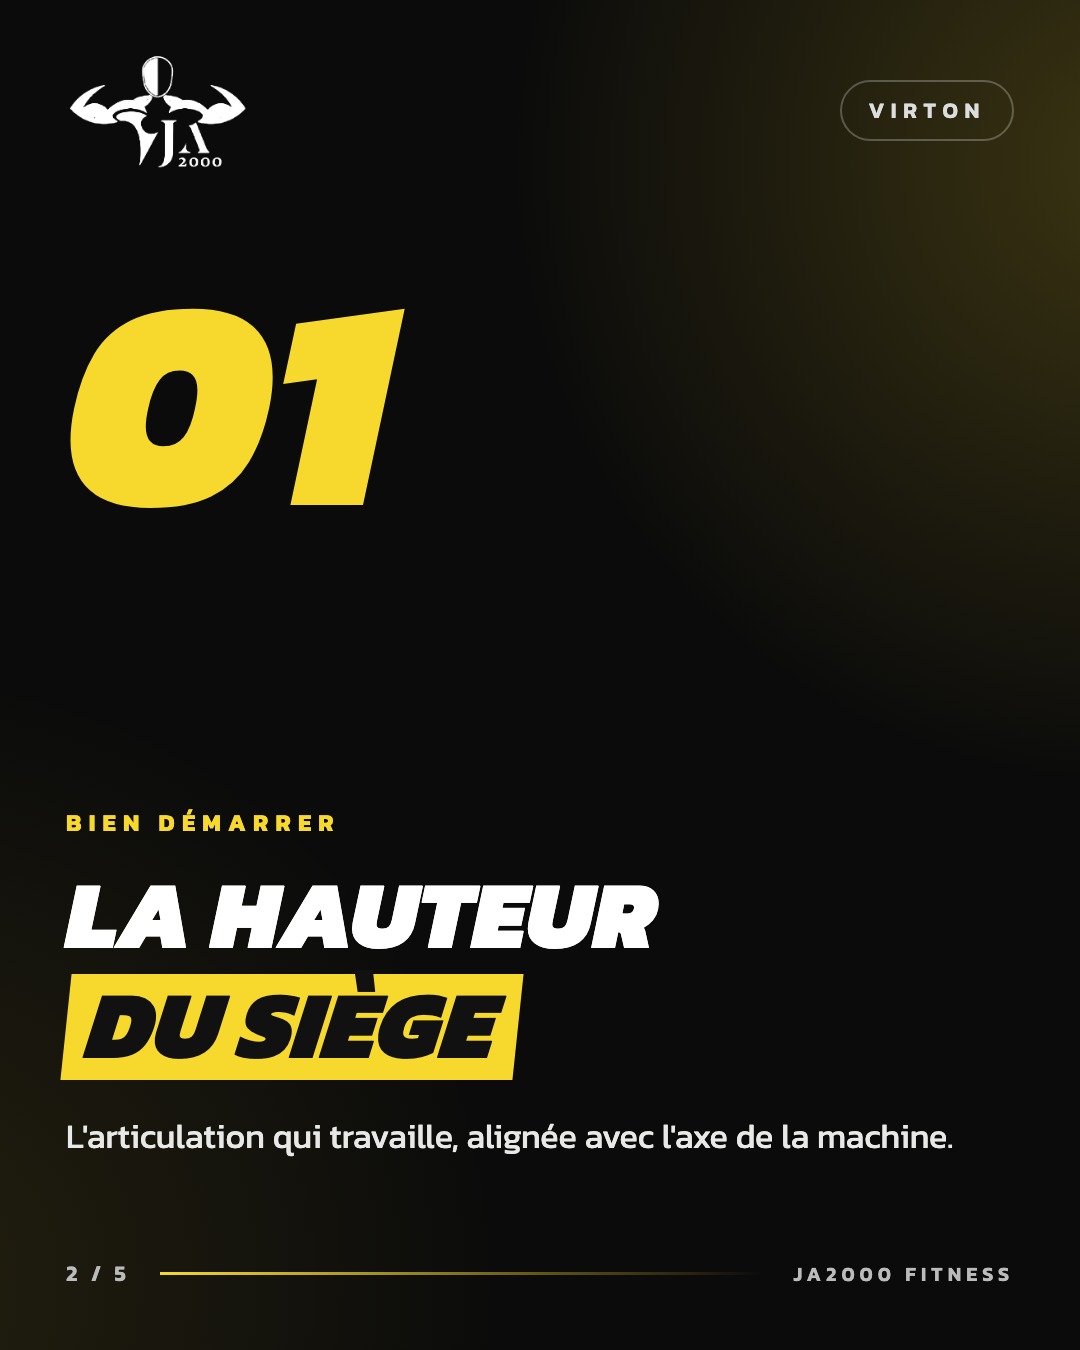 JA
2000
VIRTON
01
BIEN DÉMARRER
LA HAUTEUR
DU SIÈGE
L'articulation qui travaille, alignée avec l'axe de la machine.
2 / 5
JA2000 FITNESS